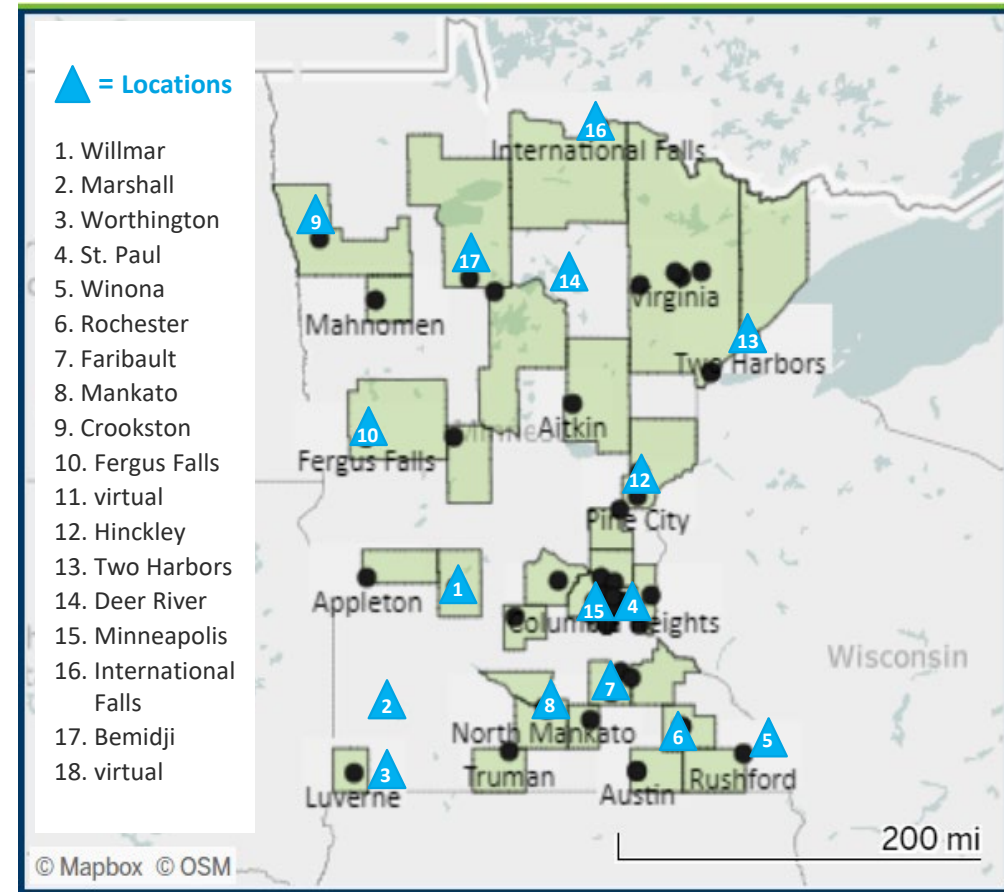 = Locations
1. Willmar
2. Marshall
3. Worthington
4. St. Paul
5. Winona
6. Rochester
7. Faribault
8. Mankato
9. Crookston
10. Fergus Falls
11. virtual
12. Hinckley
13. Two Harbors
14. Deer River
15. Minneapolis
16. International
Falls
17. Bemidji
18. virtual
16
International Falls
9
17
14
Virginia
Mahnomen
13
Two Harbors
10
Aitkin
Fergus Falls
12
Pine City
1
Appleton
15
4
Heights
Wisconsin
7
2
8
North Mankato
6
5
3
Truman
Rushford
Luverne
Austin
200 mi
© Mapbox © OSM